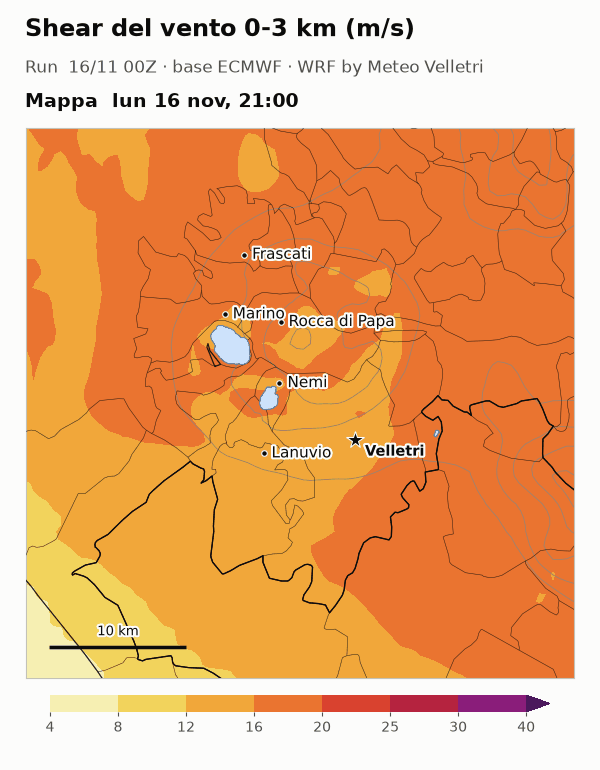 Shear del vento 0-3 km (m/s)
Run  16/11 00Z · base ECMWF · WRF by Meteo Velletri
Mappa  lun 16 nov, 21:00
Frascati
Marino
Rocca di Papa
Nemi
Velletri
Lanuvio
10 km
4 8 12 16 20 25 30 40